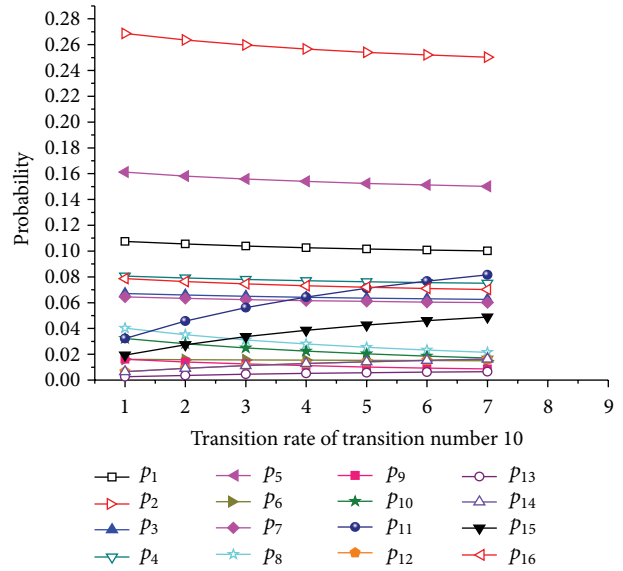 0.28
0.26
0.24
0.22
0.20
0.18
0.16
0.14
0.12
0.10
0.08
0.06
0.04
0.02
0.00
Probability
1 2 3 4 5 6 7 8 9
Transition rate of transition number 10
p1 p5 p9 p13
p2 p6 p10 p14
p3 p7 p11 p15
p4 p8 p12 p16